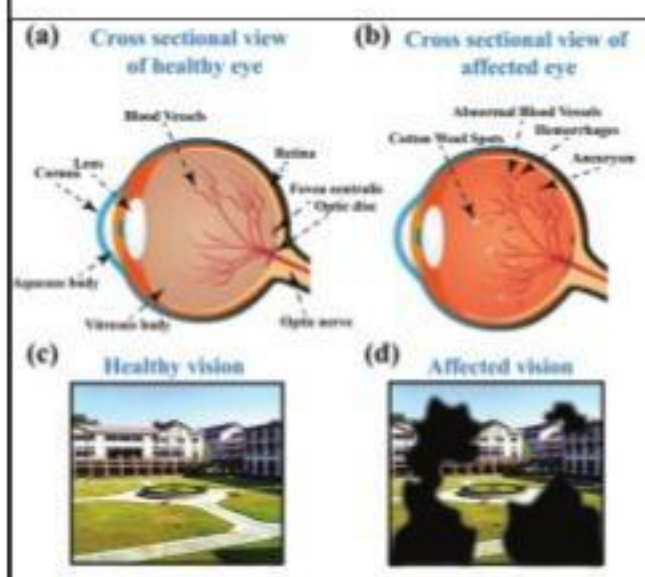 (a) Cross sectional view
of healthy eye
Blood Vessels
Retina
Lens
Cornea
Fovea centralis
Optic disc
Aqueous body
Vitreous body
Optic nerve
(b) Cross sectional view of
affected eye
Abnormal Blood Vessels
Hemorrhages
Cotton Wool Spots
Aneurysm
(c) Healthy vision
(d) Affected vision